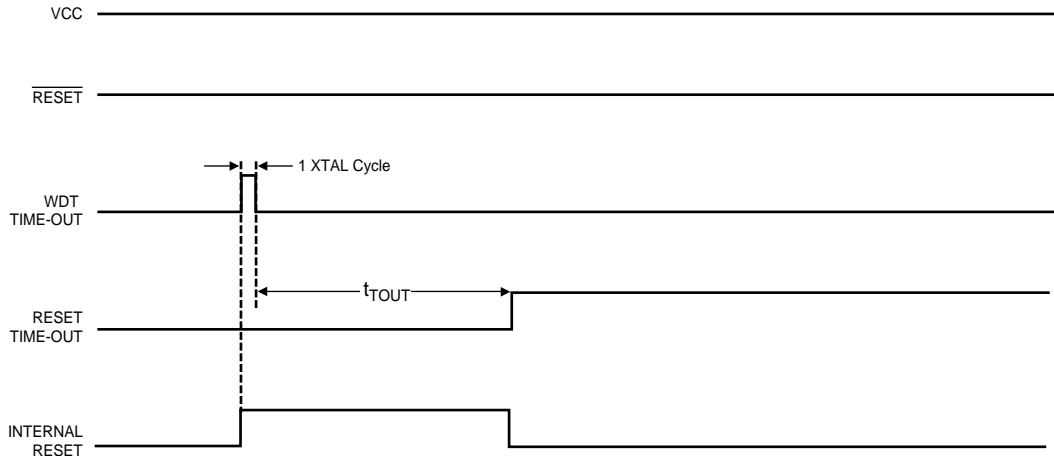 VCC
RESET
1 XTAL Cycle
WDT
TIME-OUT
tTOUT
RESET
TIME-OUT
INTERNAL
RESET